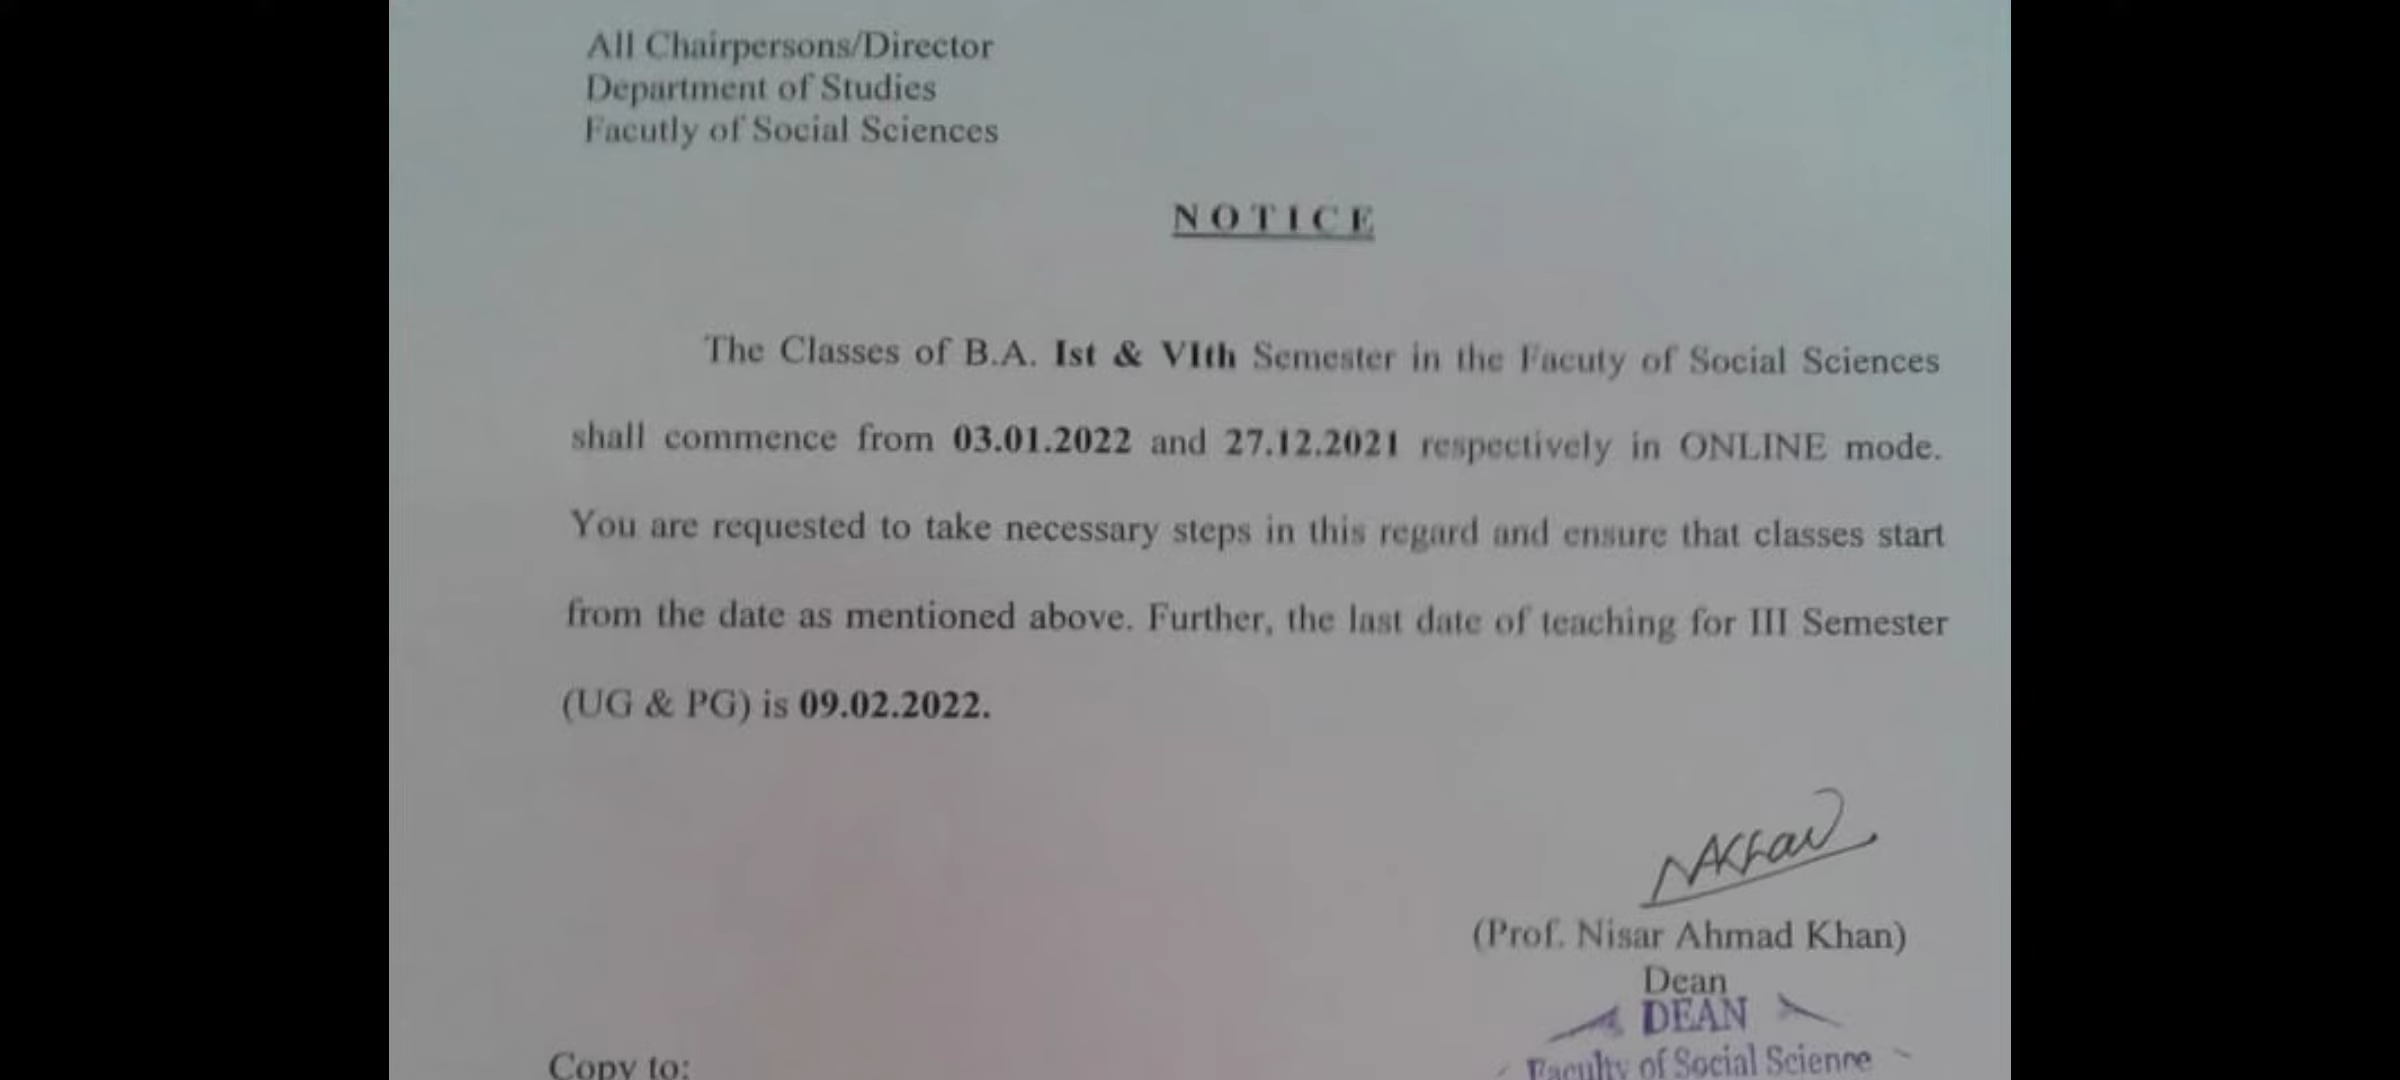 All Chairpersons/Director
Department of Studies
Facutly of Social Sciences
NOTICE
The Classes of B.A. Ist & VIth Semester in the Facuty of Social Sciences
shall commence from 03.01.2022 and 27.12.2021 respectively in ONLINE mode.
You are requested to take necessary steps in this regard and ensure that classes start
from the date as mentioned above. Further, the last date of teaching for III Semester
(UG & PG) is 09.02.2022.
NAKhan
(Prof. Nisar Ahmad Khan)
Dean
DEAN
Faculty of Social Science
Copy to: